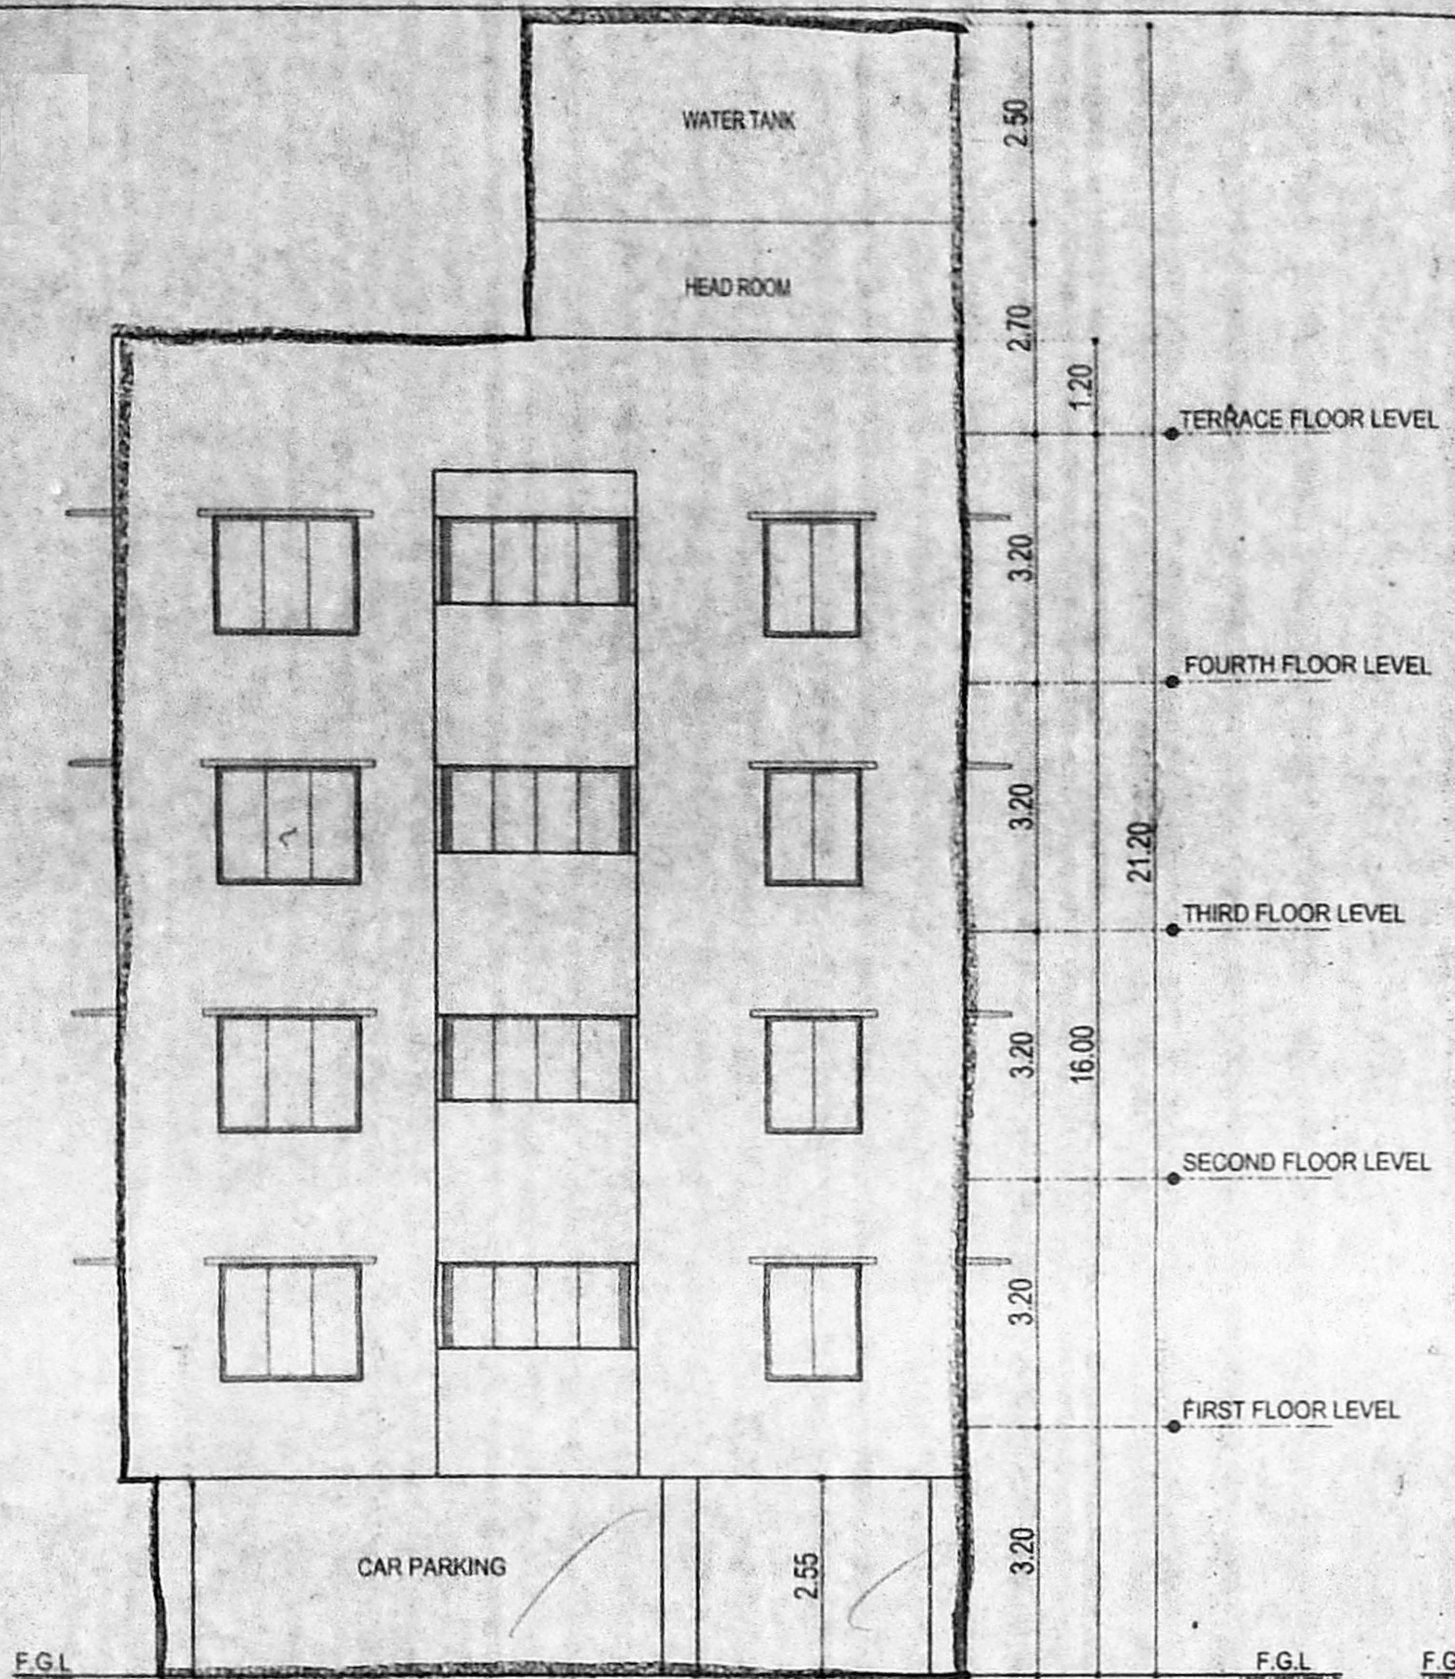 WATER TANK
2.50
HEAD ROOM
2.70
1.20
TERRACE FLOOR LEVEL
3.20
FOURTH FLOOR LEVEL
3.20
21.20
THIRD FLOOR LEVEL
3.20
16.00
SECOND FLOOR LEVEL
3.20
FIRST FLOOR LEVEL
CAR PARKING
2.55
3.20
F.G.L
F.G.L
F.G